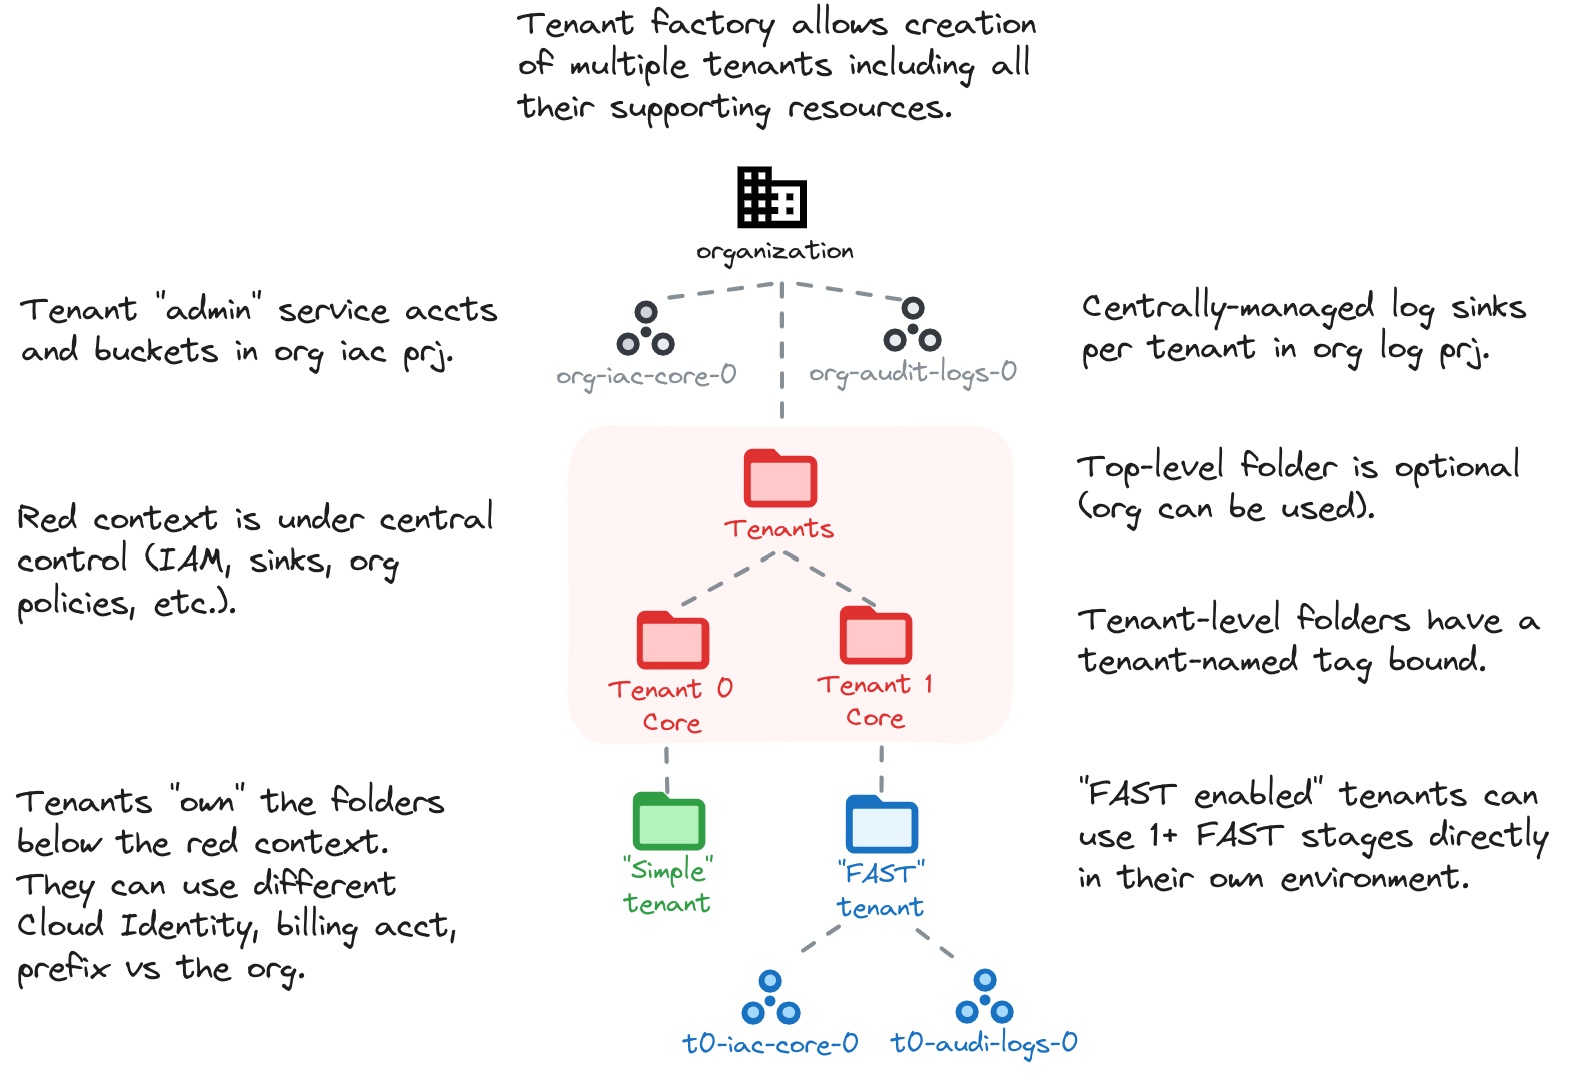 Tenant factory allows creation
of multiple tenants including all
their supporting resources.
organization
Tenant "admin" service accts
and buckets in org iac prj.
org-iac-core-0
org-audit-logs-0
Centrally-managed log sinks
per tenant in org log prj.
Red context is under central
control (IAM, sinks, org
policies, etc.).
Tenants
Top-level folder is optional
(org can be used).
Tenant 0
Core
Tenant 1
Core
Tenant-level folders have a
tenant-named tag bound.
Tenants "own" the folders
below the red context.
They can use different
Cloud Identity, billing acct,
prefix vs the org.
"Simple"
tenant
"FAST"
tenant
"FAST enabled" tenants can
use 1+ FAST stages directly
in their own environment.
t0-iac-core-0
t0-audi-logs-0